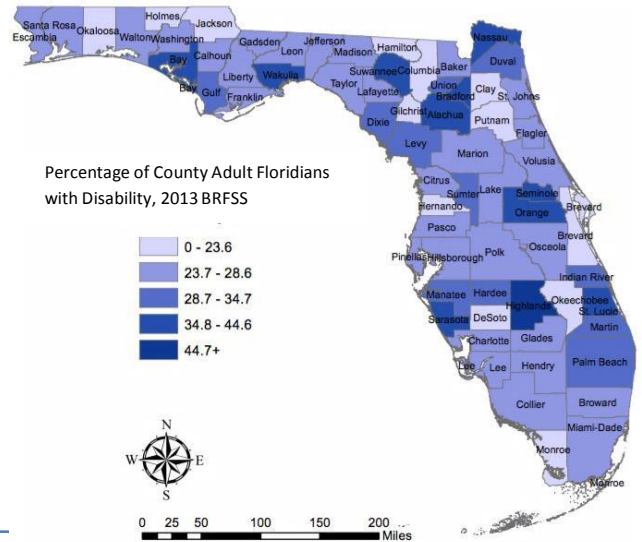 Holmes
Jackson
Santa Rosa
Okaloosa
Walton
Washington
Escambia
Gadsden
Jefferson
Hamilton
Nassau
Bay
Calhoun
Leon
Madison
Baker
Duval
Liberty
Wakulla
Taylor
Suwannee
Columbia
Union
Bradford
Clay
St. Johns
Bay
Gulf
Franklin
Lafayette
Gilchrist
Alachua
Putnam
Dixie
Flagler
Levy
Marion
Volusia
Percentage of County Adult Floridians
with Disability, 2013 BRFSS
Citrus
Sumter
Lake
Seminole
Hernando
Orange
Brevard
Pasco
Brevard
Osceola
Pinellas
Hillsborough
Polk
Indian River
Manatee
Hardee
Highlands
Okeechobee
St. Lucie
Sarasota
DeSoto
Martin
Charlotte
Glades
Lee
Lee
Hendry
Palm Beach
Collier
Broward
Miami-Dade
Monroe
Monroe
0 - 23.6
23.7 - 28.6
28.7 - 34.7
34.8 - 44.6
44.7+
N
W
E
S
0 25 50 100 150 200
Miles